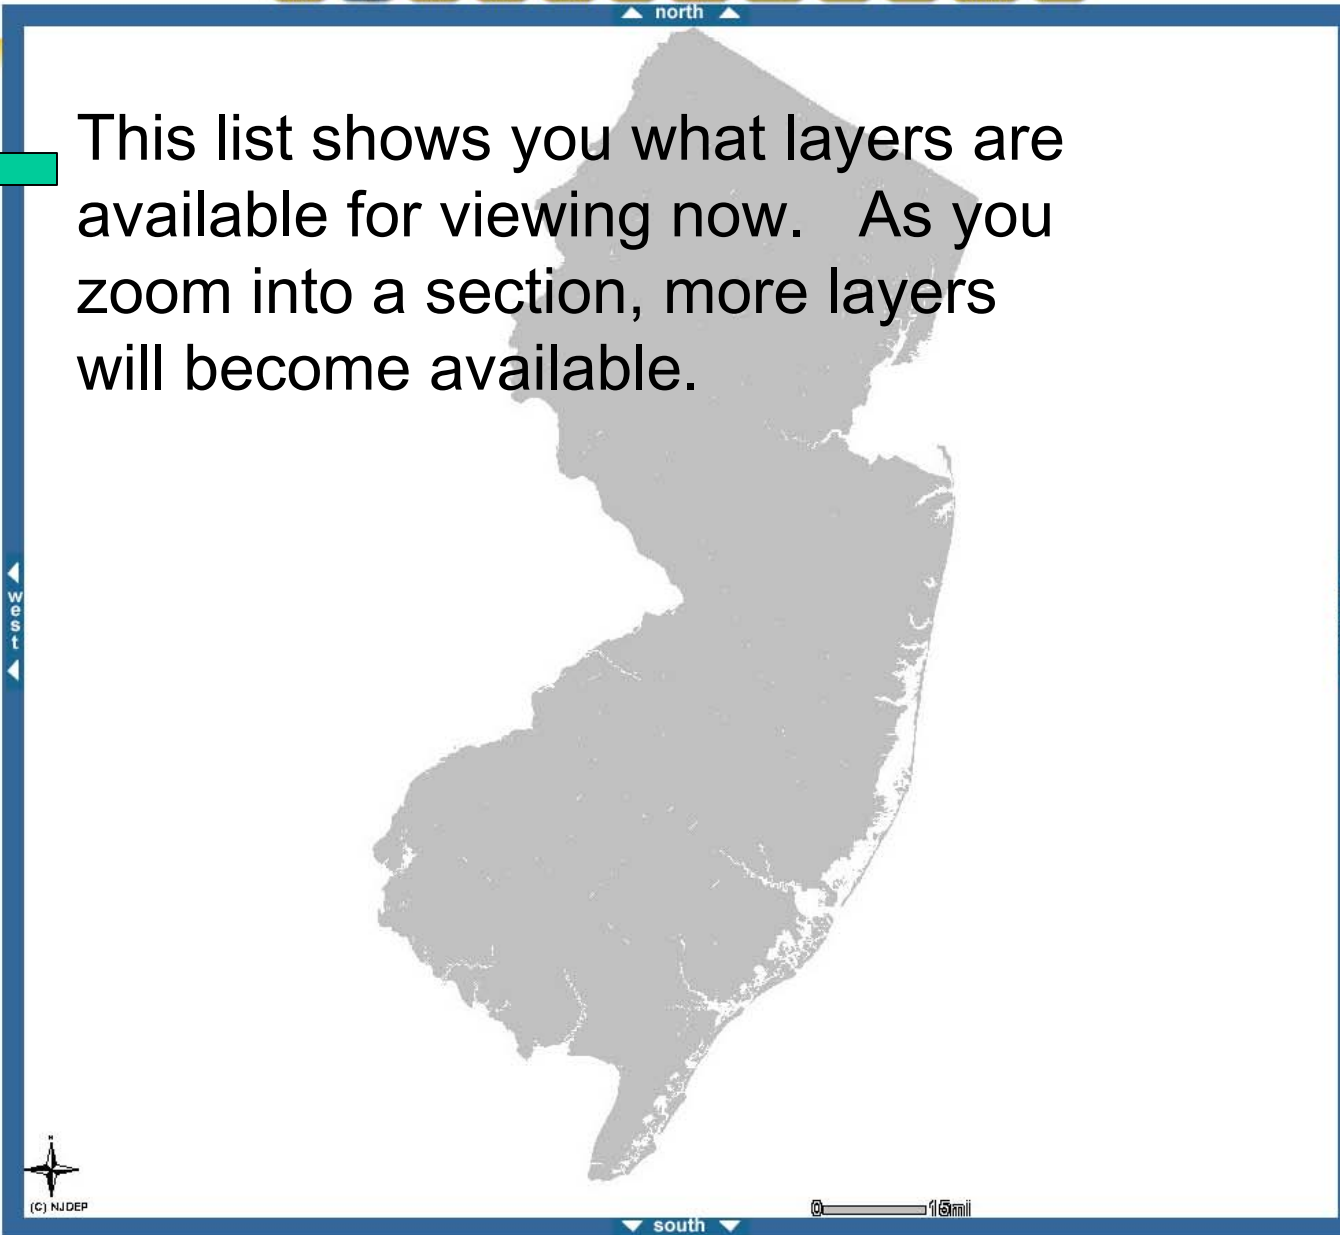 north
This list shows you what layers are
available for viewing now. As you
zoom into a section, more layers
will become available.
west
N
(C) NJDEP
0 15mi
south